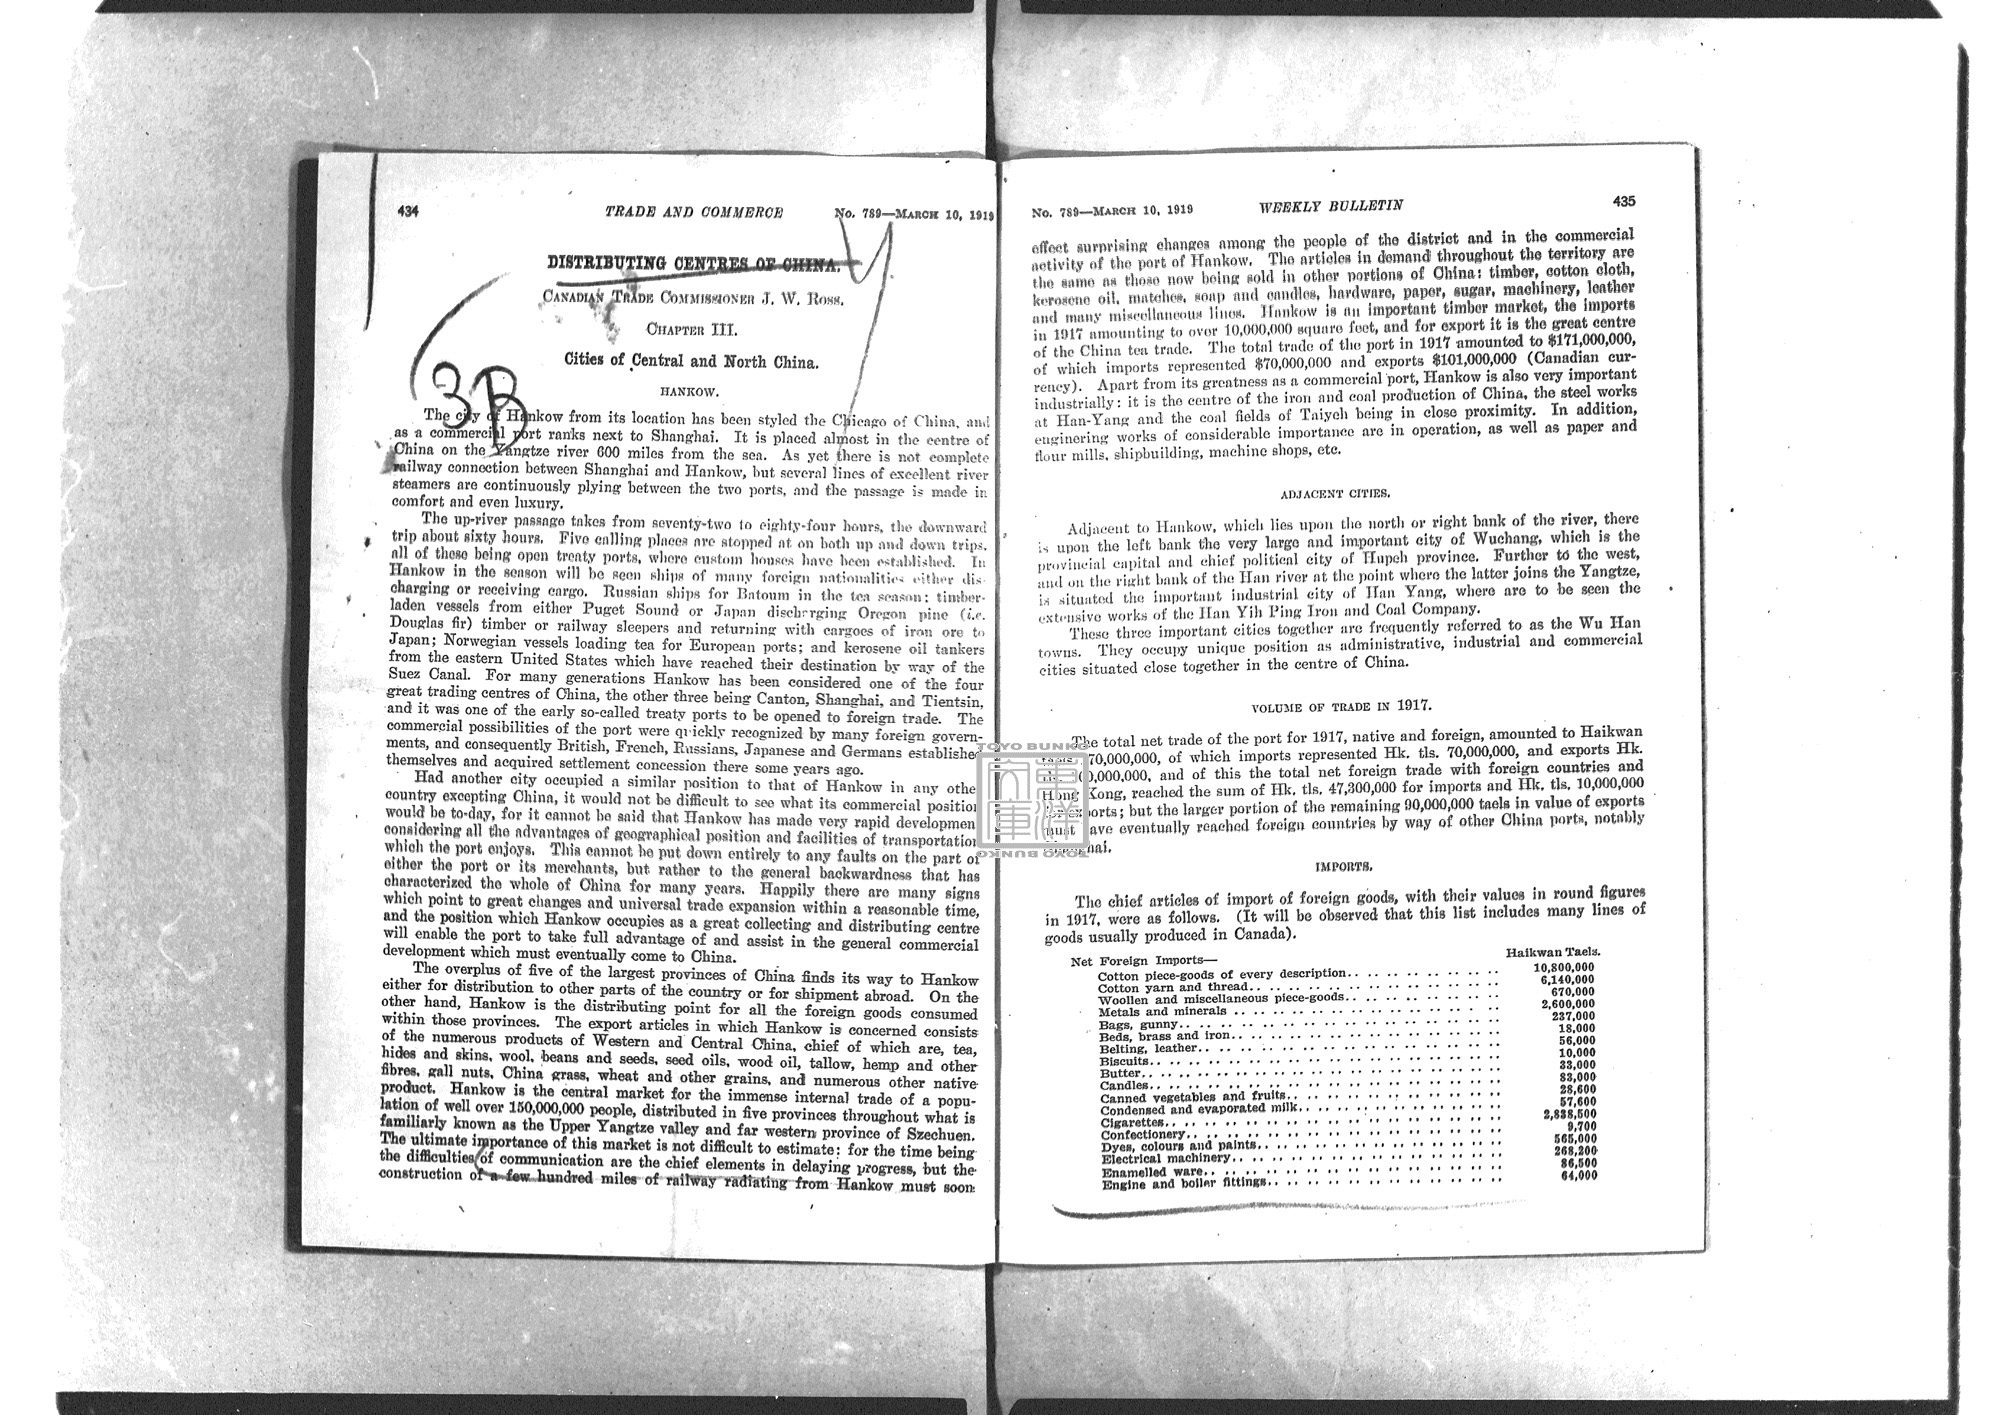 434 TRADE AND COMMERCE No. 789—MARCH 10, 1919
DISTRIBUTING CENTRES OF CHINA.
CANADIAN TRADE COMMISSIONER J. W. ROSS.
CHAPTER III.
Cities of Central and North China.
HANKOW.
3B
The city of Hankow from its location has been styled the Chicago of China, and
as a commercial port ranks next to Shanghai. It is placed almost in the centre of
China on the Yangtze river 600 miles from the sea. As yet there is not complete
railway connection between Shanghai and Hankow, but several lines of excellent river
steamers are continuously plying between the two ports, and the passage is made in
comfort and even luxury.
The up-river passage takes from seventy-two to eighty-four hours, the downward
trip about sixty hours. Five calling places are stopped at on both up and down trips,
all of these being open treaty ports, where custom houses have been established. In
Hankow in the season will be seen ships of many foreign nationalities either dis-
charging or receiving cargo. Russian ships for Batoum in the tea season; timber-
laden vessels from either Puget Sound or Japan discharging Oregon pine (i.e.
Douglas fir) timber or railway sleepers and returning with cargoes of iron ore to
Japan; Norwegian vessels loading tea for European ports; and kerosene oil tankers
from the eastern United States which have reached their destination by way of the
Suez Canal. For many generations Hankow has been considered one of the four
great trading centres of China, the other three being Canton, Shanghai, and Tientsin,
and it was one of the early so-called treaty ports to be opened to foreign trade. The
commercial possibilities of the port were quickly recognized by many foreign govern-
ments, and consequently British, French, Russians, Japanese and Germans established
themselves and acquired settlement concession there some years ago.
Had another city occupied a similar position to that of Hankow in any othe
country excepting China, it would not be difficult to see what its commercial position
would be to-day, for it cannot be said that Hankow has made very rapid developmen
considering all the advantages of geographical position and facilities of transportation
which the port enjoys. This cannot be put down entirely to any faults on the part of
either the port or its merchants, but rather to the general backwardness that has
characterized the whole of China for many years. Happily there are many signs
which point to great changes and universal trade expansion within a reasonable time,
and the position which Hankow occupies as a great collecting and distributing centre
will enable the port to take full advantage of and assist in the general commercial
development which must eventually come to China.
The overplus of five of the largest provinces of China finds its way to Hankow
either for distribution to other parts of the country or for shipment abroad. On the
other hand, Hankow is the distributing point for all the foreign goods consumed
within those provinces. The export articles in which Hankow is concerned consists
of the numerous products of Western and Central China, chief of which are, tea,
hides and skins, wool, beans and seeds, seed oils, wood oil, tallow, hemp and other
fibres, gall nuts, China grass, wheat and other grains, and numerous other native
product. Hankow is the central market for the immense internal trade of a popu-
lation of well over 150,000,000 people, distributed in five provinces throughout what is
familiarly known as the Upper Yangtze valley and far western province of Szechuen.
The ultimate importance of this market is not difficult to estimate: for the time being
the difficulties of communication are the chief elements in delaying progress, but the
construction of a few hundred miles of railway radiating from Hankow must soon
No. 789—MARCH 10, 1919 WEEKLY BULLETIN 435
effect surprising changes among the people of the district and in the commercial
activity of the port of Hankow. The articles in demand throughout the territory are
the same as those now being sold in other portions of China: timber, cotton cloth,
kerosene oil, matches, soap and candles, hardware, paper, sugar, machinery, leather
and many miscellaneous lines. Hankow is an important timber market, the imports
in 1917 amounting to over 10,000,000 square feet, and for export it is the great centre
of the China tea trade. The total trade of the port in 1917 amounted to $171,000,000,
of which imports represented $70,000,000 and exports $101,000,000 (Canadian cur-
rency). Apart from its greatness as a commercial port, Hankow is also very important
industrially: it is the centre of the iron and coal production of China, the steel works
at Han-Yang and the coal fields of Taiyeh being in close proximity. In addition,
enginering works of considerable importance are in operation, as well as paper and
flour mills, shipbuilding, machine shops, etc.
ADJACENT CITIES.
Adjacent to Hankow, which lies upon the north or right bank of the river, there
is upon the left bank the very large and important city of Wuchang, which is the
provincial capital and chief political city of Hupeh province. Further to the west,
and on the right bank of the Han river at the point where the latter joins the Yangtze,
is situated the important industrial city of Han Yang, where are to be seen the
extensive works of the Han Yih Ping Iron and Coal Company.
These three important cities together are frequently referred to as the Wu Han
towns. They occupy unique position as administrative, industrial and commercial
cities situated close together in the centre of China.
VOLUME OF TRADE IN 1917.
The total net trade of the port for 1917, native and foreign, amounted to Haikwan
70,000,000, of which imports represented Hk. tls. 70,000,000, and exports Hk.
0,000,000, and of this the total net foreign trade with foreign countries and
Hong Kong, reached the sum of Hk. tls. 47,300,000 for imports and Hk. tls. 10,000,000
ports; but the larger portion of the remaining 90,000,000 taels in value of exports
must have eventually reached foreign countries by way of other China ports, notably
hai.
TOYO BUNKO
東洋文庫
TOYO BUNKO
IMPORTS.
The chief articles of import of foreign goods, with their values in round figures
in 1917, were as follows. (It will be observed that this list includes many lines of
goods usually produced in Canada).
Net Foreign Imports— Haikwan Taels.
Cotton piece-goods of every description 10,800,000
Cotton yarn and thread 6,140,000
Woollen and miscellaneous piece-goods 670,000
Metals and minerals 2,600,000
Bags, gunny 237,000
Beds, brass and iron 18,000
Belting, leather 56,000
Biscuits 10,000
Butter 33,000
Candles 83,000
Canned vegetables and fruits 28,600
Condensed and evaporated milk 57,600
Cigarettes 2,838,500
Confectionery 9,700
Dyes, colours and paints 565,000
Electrical machinery 268,200
Enamelled ware 86,500
Engine and boiler fittings 64,000